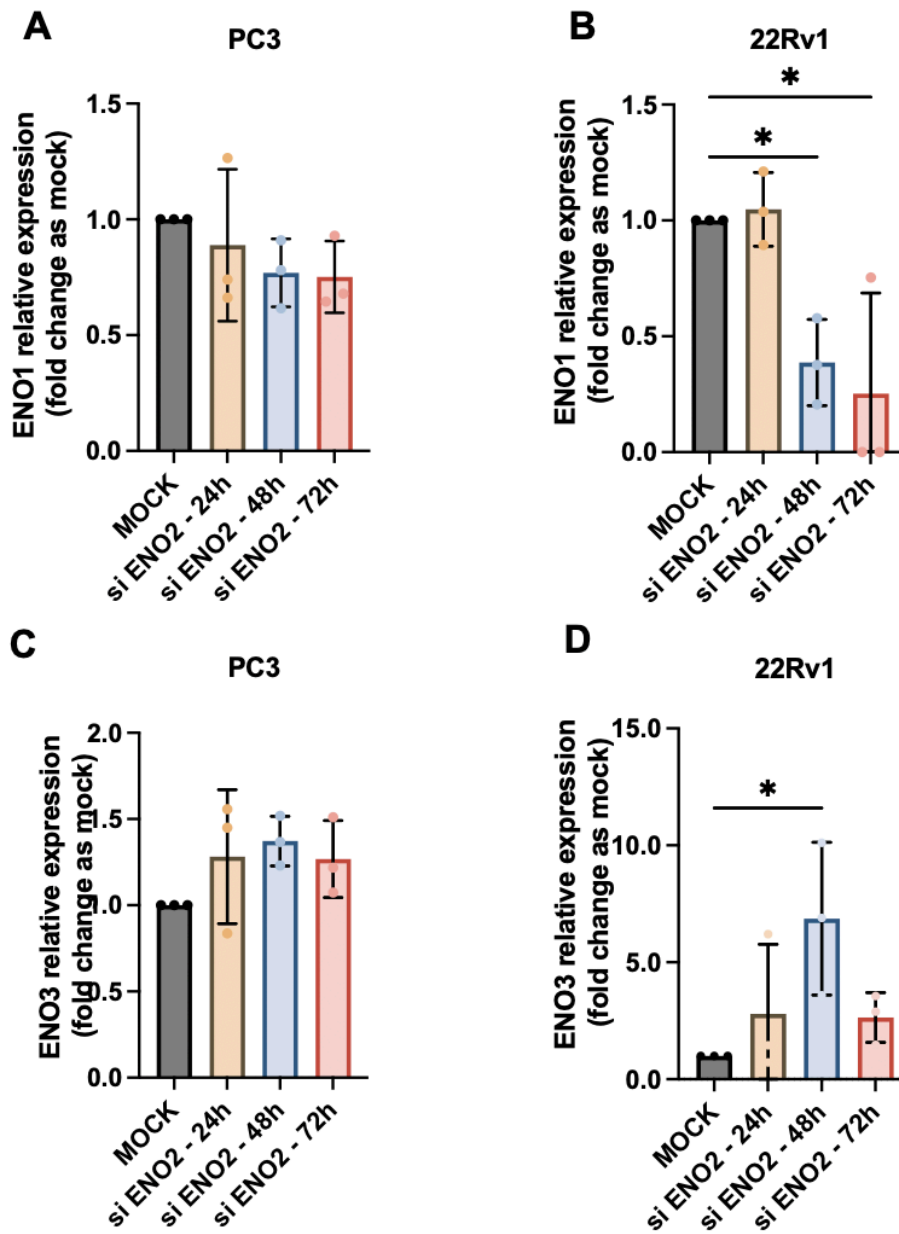 A
PC3
ENO1 relative expression
(fold change as mock)
1.5
1.0
0.5
0.0
MOCK
si ENO2 - 24h
si ENO2 - 48h
si ENO2 - 72h
B
22Rv1
ENO1 relative expression
(fold change as mock)
1.5
1.0
0.5
0.0
*
*
MOCK
si ENO2 - 24h
si ENO2 - 48h
si ENO2 - 72h
C
PC3
ENO3 relative expression
(fold change as mock)
2.0
1.5
1.0
0.5
0.0
MOCK
si ENO2 - 24h
si ENO2 - 48h
si ENO2 - 72h
D
22Rv1
ENO3 relative expression
(fold change as mock)
15.0
10.0
5.0
0.0
*
MOCK
si ENO2 - 24h
si ENO2 - 48h
si ENO2 - 72h